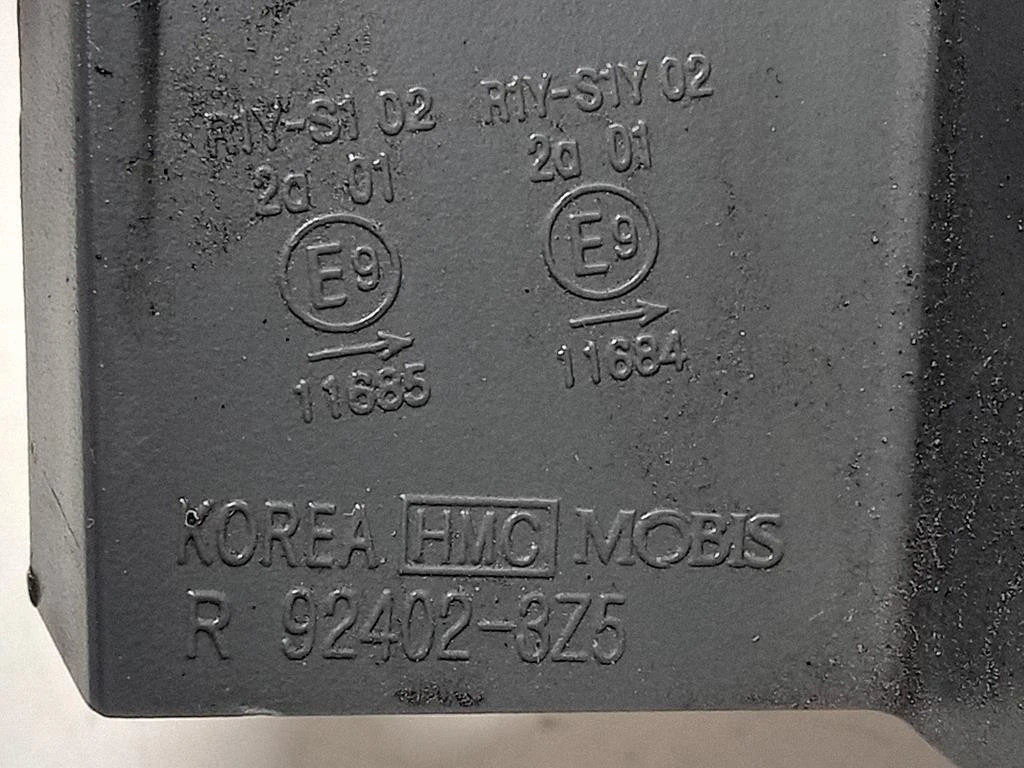 R1Y-S1 02
2a 01
E9
→
11685
R1Y-S1Y 02
2a 01
E9
→
11684
KOREA HMC MOBIS
R 92402-3Z5